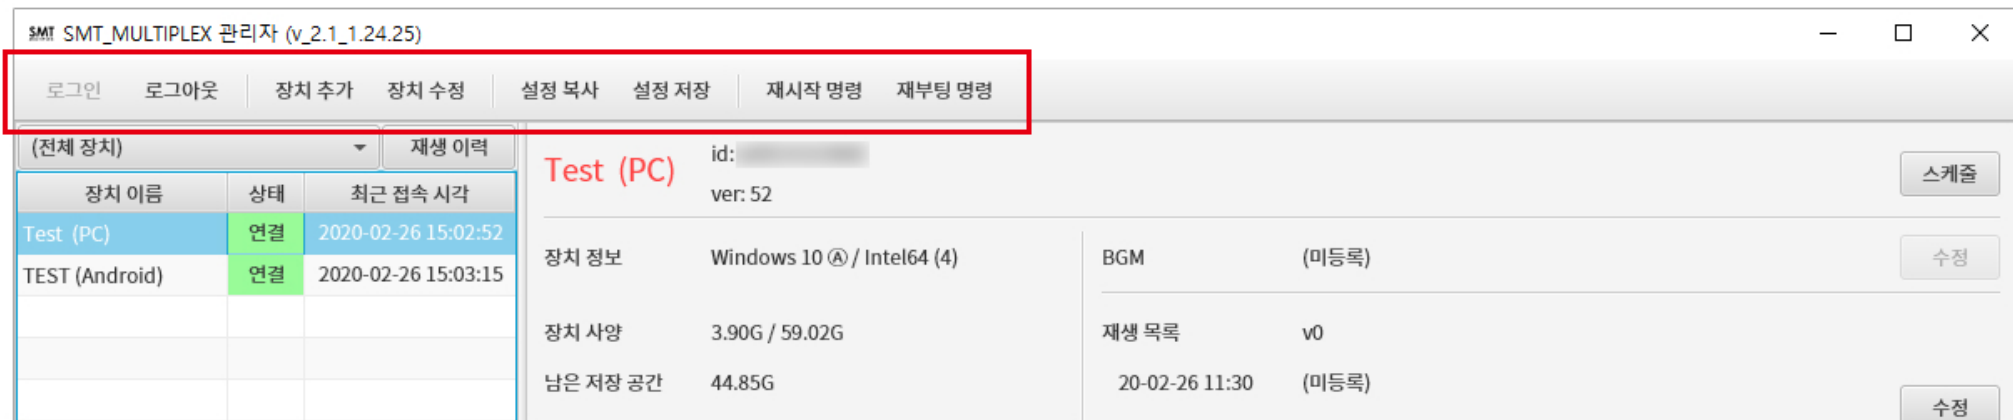 SMT SMT_MULTIPLEX 관리자 (v_2.1_1.24.25)
로그인 로그아웃 장치 추가 장치 수정 설정 복사 설정 저장 재시작 명령 재부팅 명령
(전체 장치) 재생 이력
장치 이름 상태 최근 접속 시각
Test (PC) 연결 2020-02-26 15:02:52
TEST (Android) 연결 2020-02-26 15:03:15
Test (PC)
id:
ver: 52
스케줄
장치 정보 Windows 10 Ⓐ / Intel64 (4)
장치 사양 3.90G / 59.02G
남은 저장 공간 44.85G
BGM (미등록) 수정
재생 목록 v0
20-02-26 11:30 (미등록)
수정